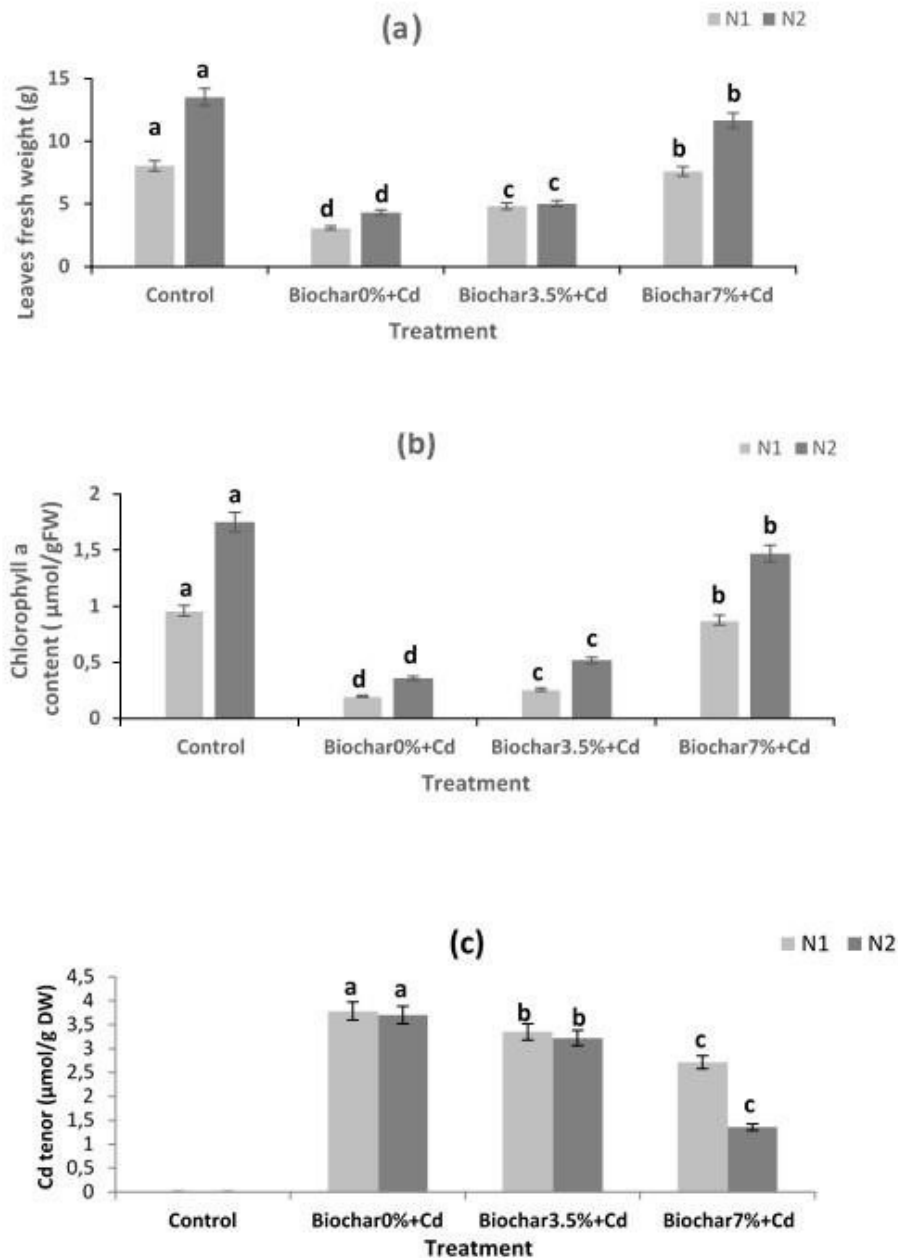 (a)
N1 N2
Leaves fresh weight (g)
15
10
5
0
a a d d c c b b
Control Biochar0%+Cd Biochar3.5%+Cd Biochar7%+Cd
Treatment
(b)
N1 N2
Chlorophyll a
content ( µmol/gFW)
2
1,5
1
0,5
0
a a d d c c b b
Control Biochar0%+Cd Biochar3.5%+Cd Biochar7%+Cd
Treatment
(c)
N1 N2
Cd tenor (µmol/g DW)
4,5
4
3,5
3
2,5
2
1,5
1
0,5
0
a a b b c c
Control Biochar0%+Cd Biochar3.5%+Cd Biochar7%+Cd
Treatment